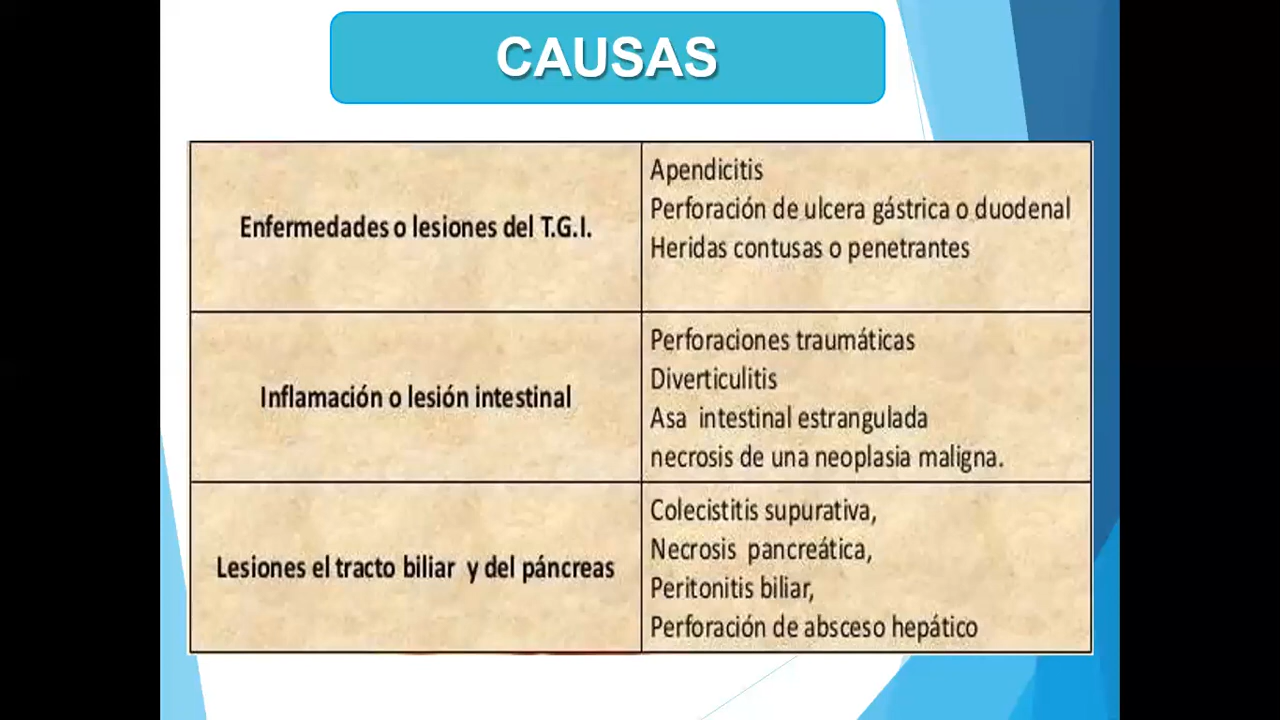 CAUSAS
Enfermedades o lesiones del T.G.I.
Apendicitis
Perforación de ulcera gástrica o duodenal
Heridas contusas o penetrantes
Inflamación o lesión intestinal
Perforaciones traumáticas
Diverticulitis
Asa intestinal estrangulada
necrosis de una neoplasia maligna.
Lesiones el tracto biliar y del páncreas
Colecistitis supurativa,
Necrosis pancreática,
Peritonitis biliar,
Perforación de absceso hepático